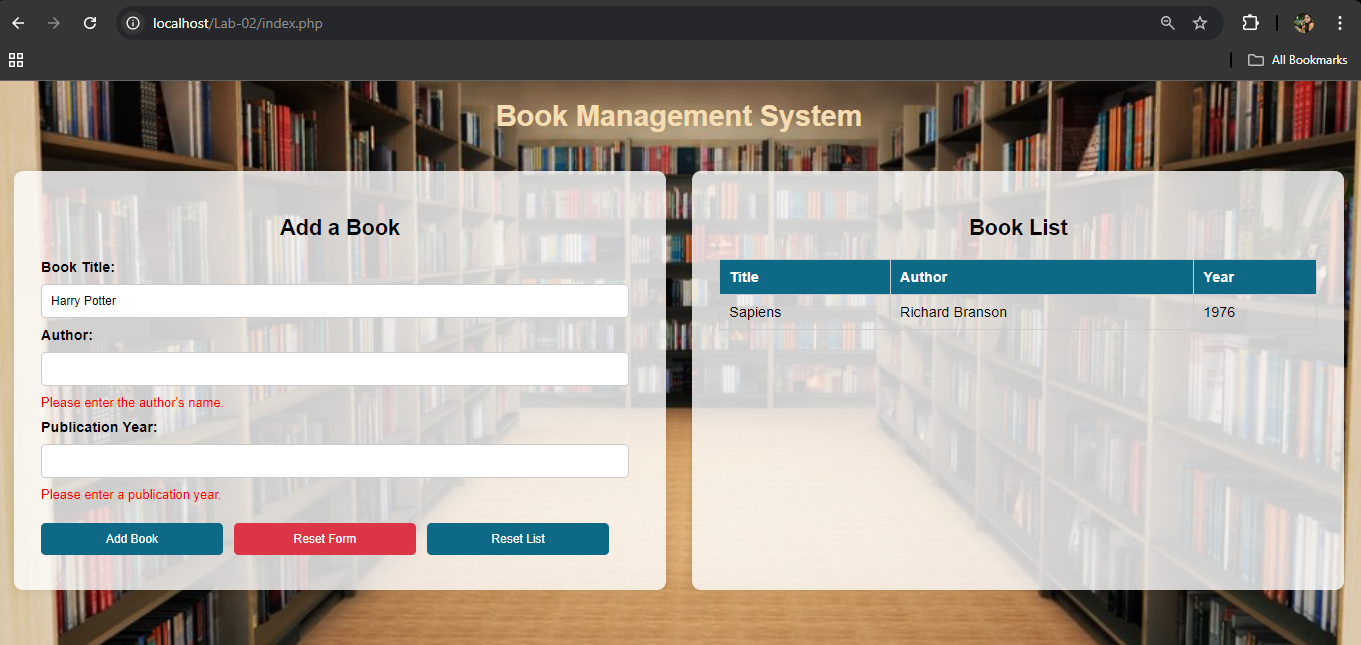 localhost/Lab-02/index.php
All Bookmarks
Book Management System
Add a Book
Book Title:
Harry Potter
Author:
Please enter the author's name.
Publication Year:
Please enter a publication year.
Add Book Reset Form Reset List
Book List
Title Author Year
Sapiens Richard Branson 1976